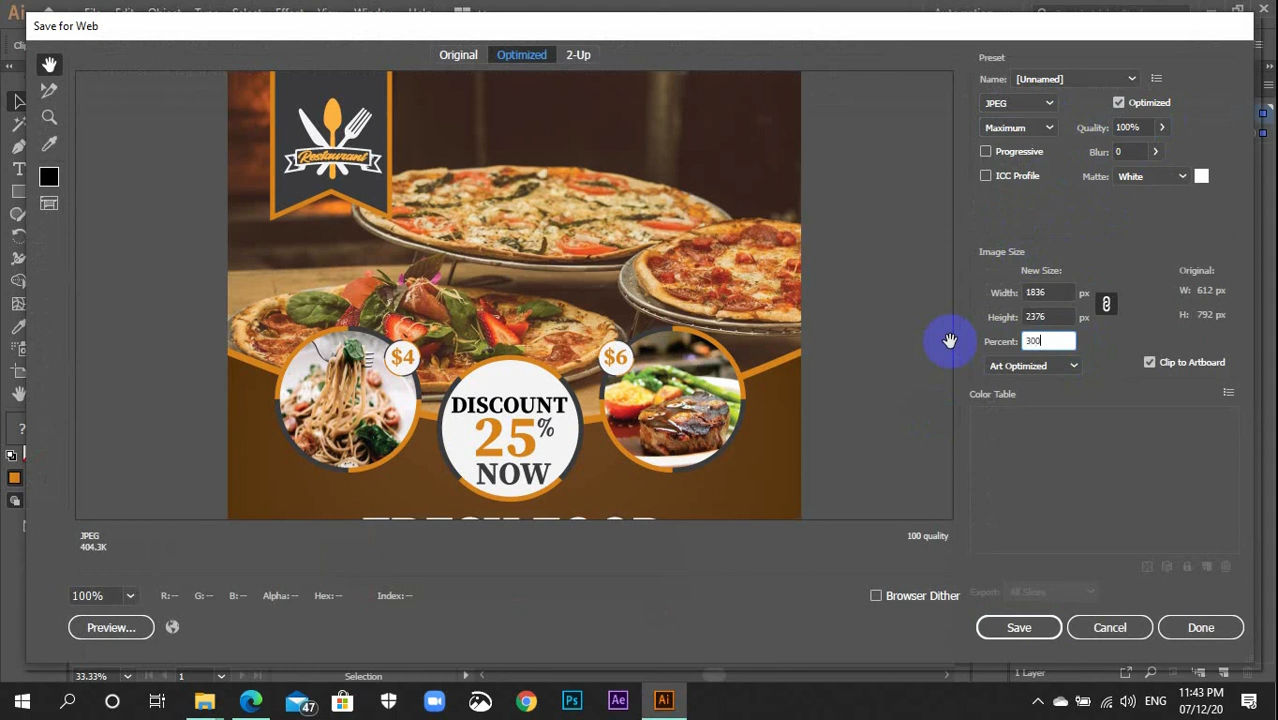 Save for Web
Original Optimized 2-Up
Preset
Name: [Unnamed]
JPEG Optimized
Maximum Quality: 100%
Progressive Blur: 0
ICC Profile Matte: White
Image Size
New Size: Original:
Width: 1836 px W: 612 px
Height: 2376 px H: 792 px
Percent: 300
Art Optimized Clip to Artboard
Color Table
Restaurant
$4 $6
DISCOUNT
25%
NOW
JPEG 100 quality
404.3K
100% R: -- G: -- B: -- Alpha: -- Hex: -- Index: -- Browser Dither
Export: All Slices
Preview... Save Cancel Done
33.33% 1 Selection 1 Layer
47 Ps Ae Ai ENG 11:43 PM
07/12/20